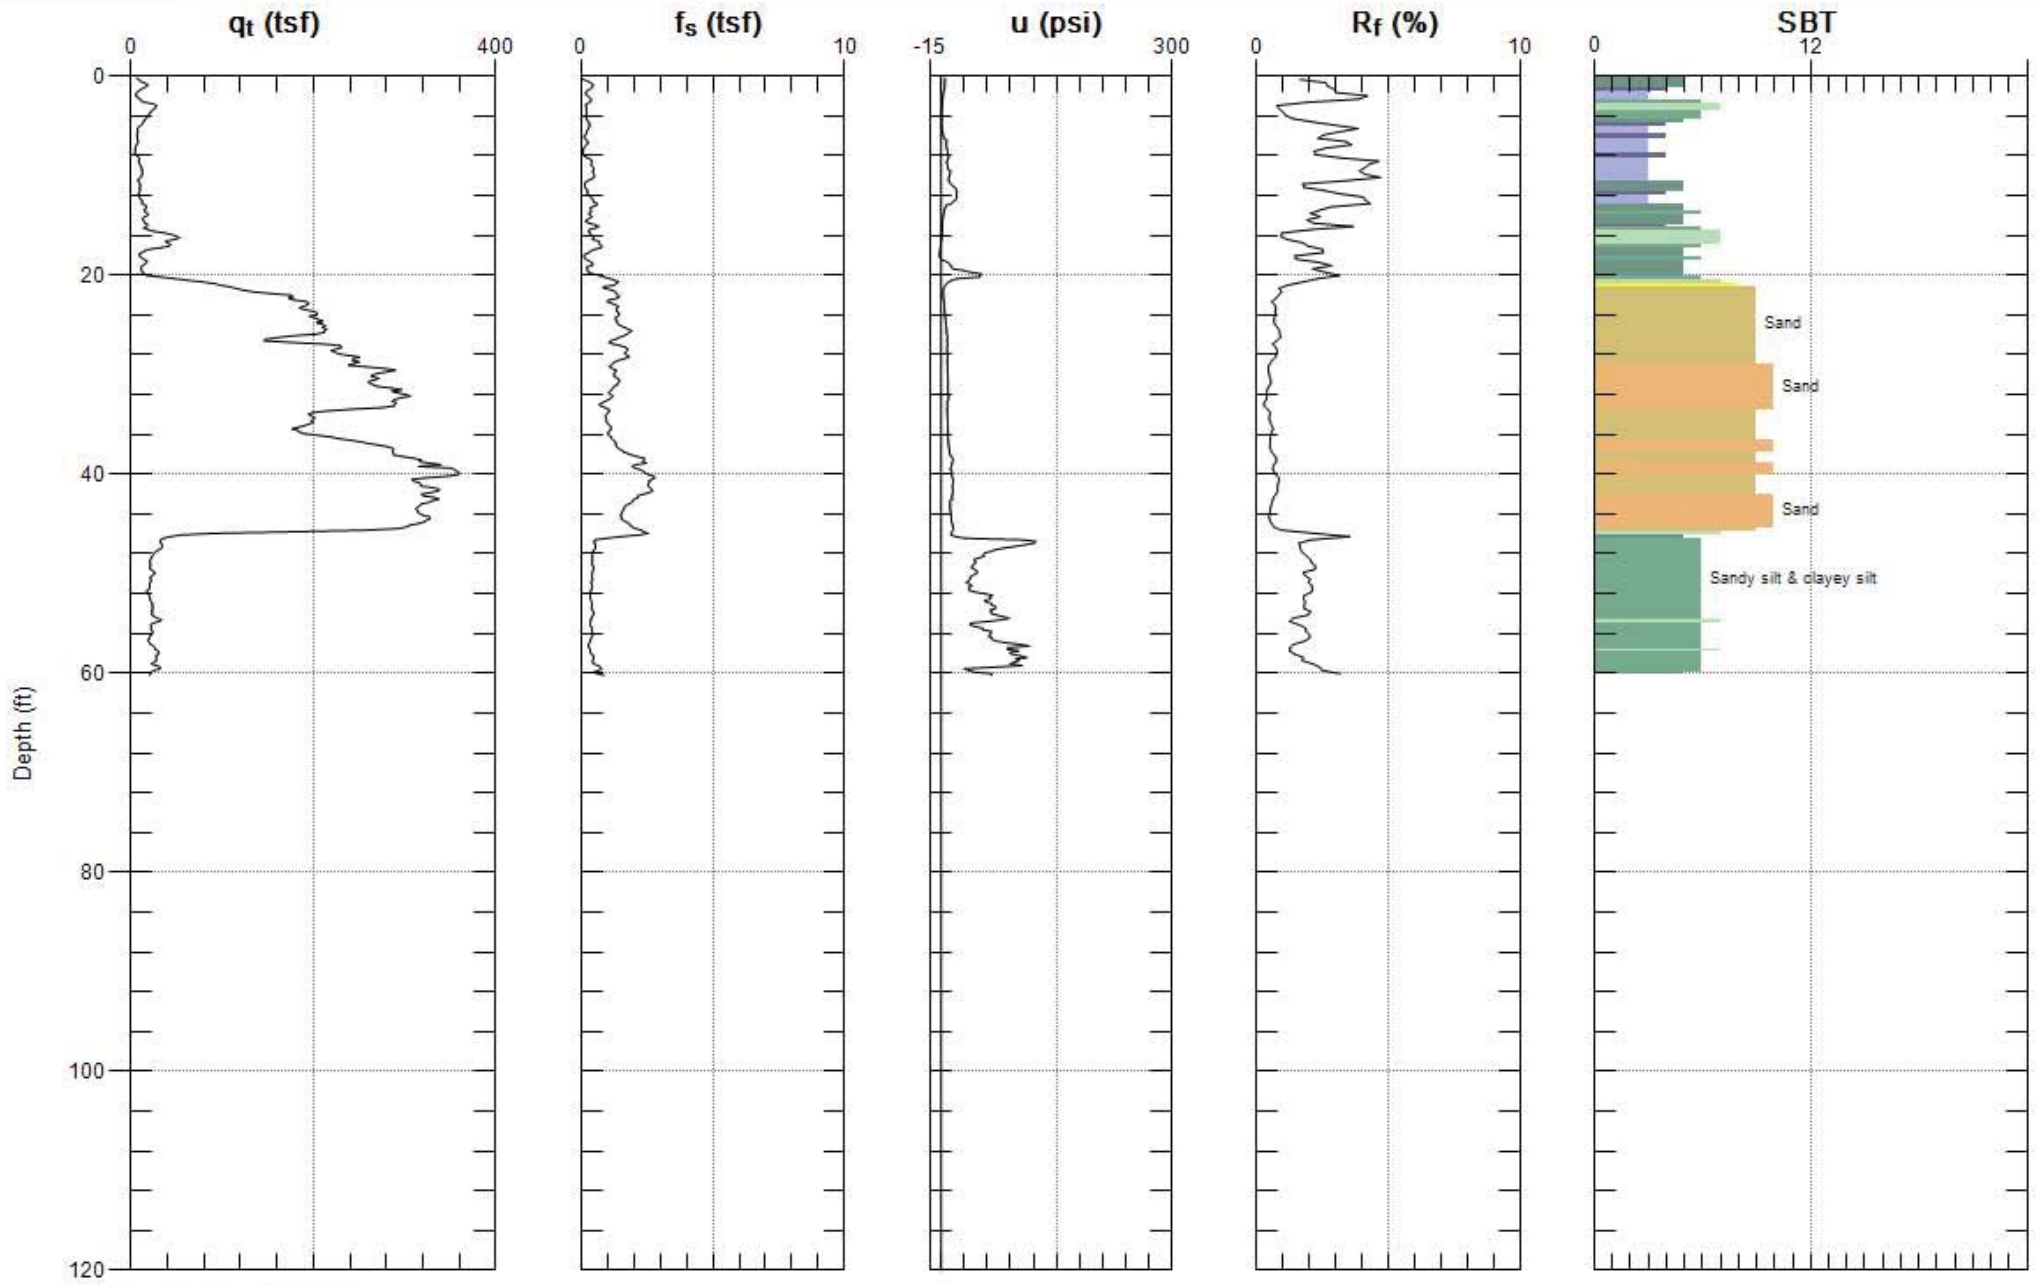 qt (tsf) fs (tsf) u (psi) Rf (%) SBT
0 400 0 10 -15 300 0 10 0 12
0
Sand
20
Sand
40
Sand
Sandy silt & clayey silt
60
Depth (ft)
80
100
120